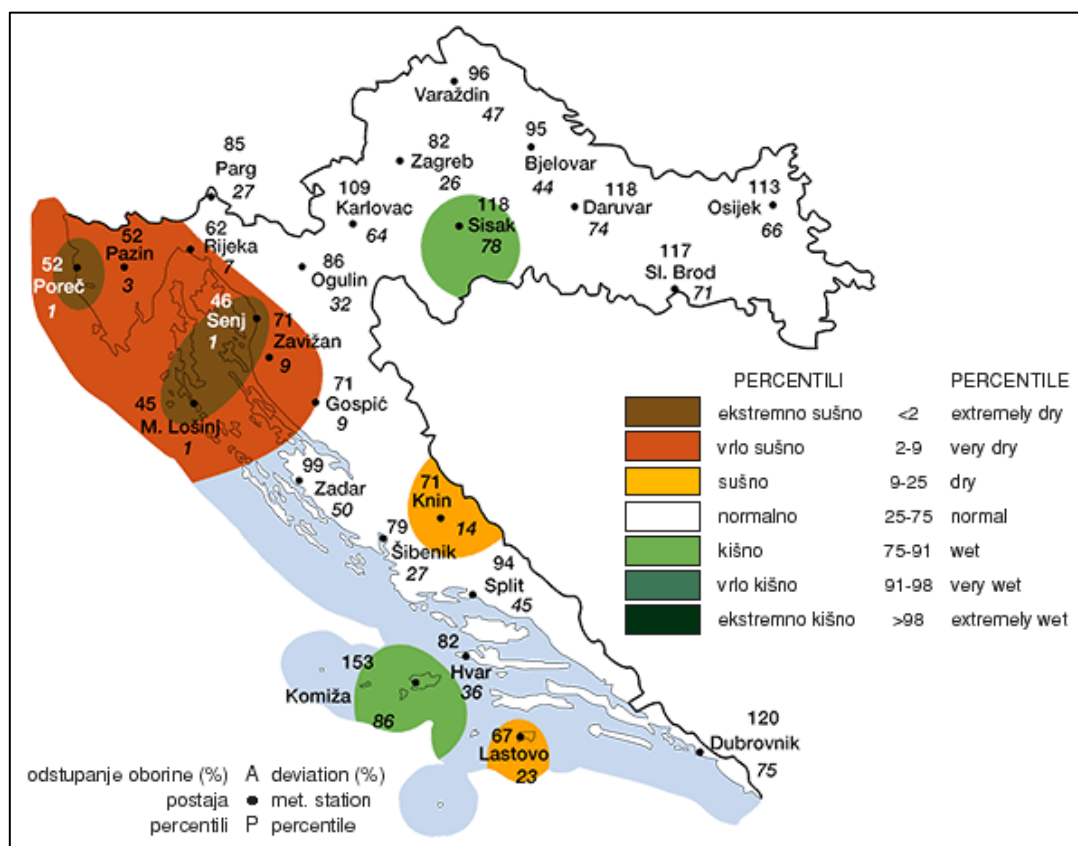 96
Varaždin
47
82
Zagreb
26
95
Bjelovar
44
85
Parg
27
109
Karlovac
64
118
Sisak
78
118
Daruvar
74
113
Osijek
66
117
Sl. Brod
71
62
Rijeka
7
52
Pazin
3
52
Poreč
1
86
Ogulin
32
46
Senj
1
71
Zavižan
9
45
M. Lošinj
1
71
Gospić
9
99
Zadar
50
71
Knin
14
79
Šibenik
27
94
Split
45
82
Hvar
36
153
Komiža
86
67
Lastovo
23
120
Dubrovnik
75
PERCENTILI PERCENTILE
ekstremno sušno <2 extremely dry
vrlo sušno 2-9 very dry
sušno 9-25 dry
normalno 25-75 normal
kišno 75-91 wet
vrlo kišno 91-98 very wet
ekstremno kišno >98 extremely wet
odstupanje oborine (%) A deviation (%)
postaja met. station
percentili P percentile